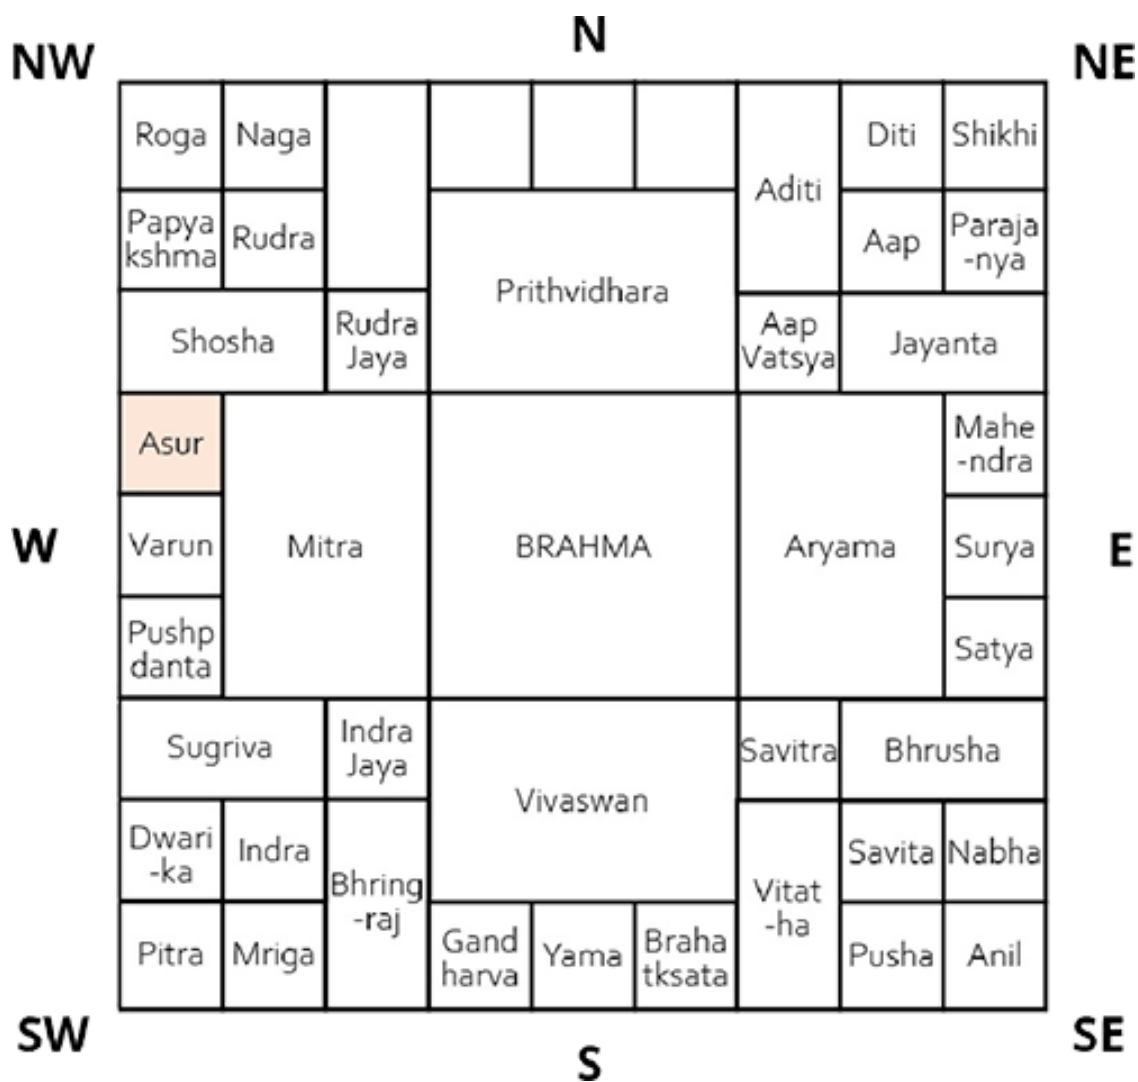 N
NW
NE
Roga
Naga
Aditi
Diti
Shikhi
Papya
kshma
Rudra
Prithvidhara
Aap
Paraja
-nya
Shosha
Rudra
Jaya
Aap
Vatsya
Jayanta
Asur
Mitra
BRAHMA
Aryama
Mahe
-ndra
W
Varun
Surya
E
Pushp
danta
Satya
Sugriva
Indra
Jaya
Vivaswan
Savitra
Bhrusha
Dwari
-ka
Indra
Bhring
-raj
Vitat
-ha
Savita
Nabha
Pitra
Mriga
Gand
harva
Yama
Braha
tksata
Pusha
Anil
SW
S
SE